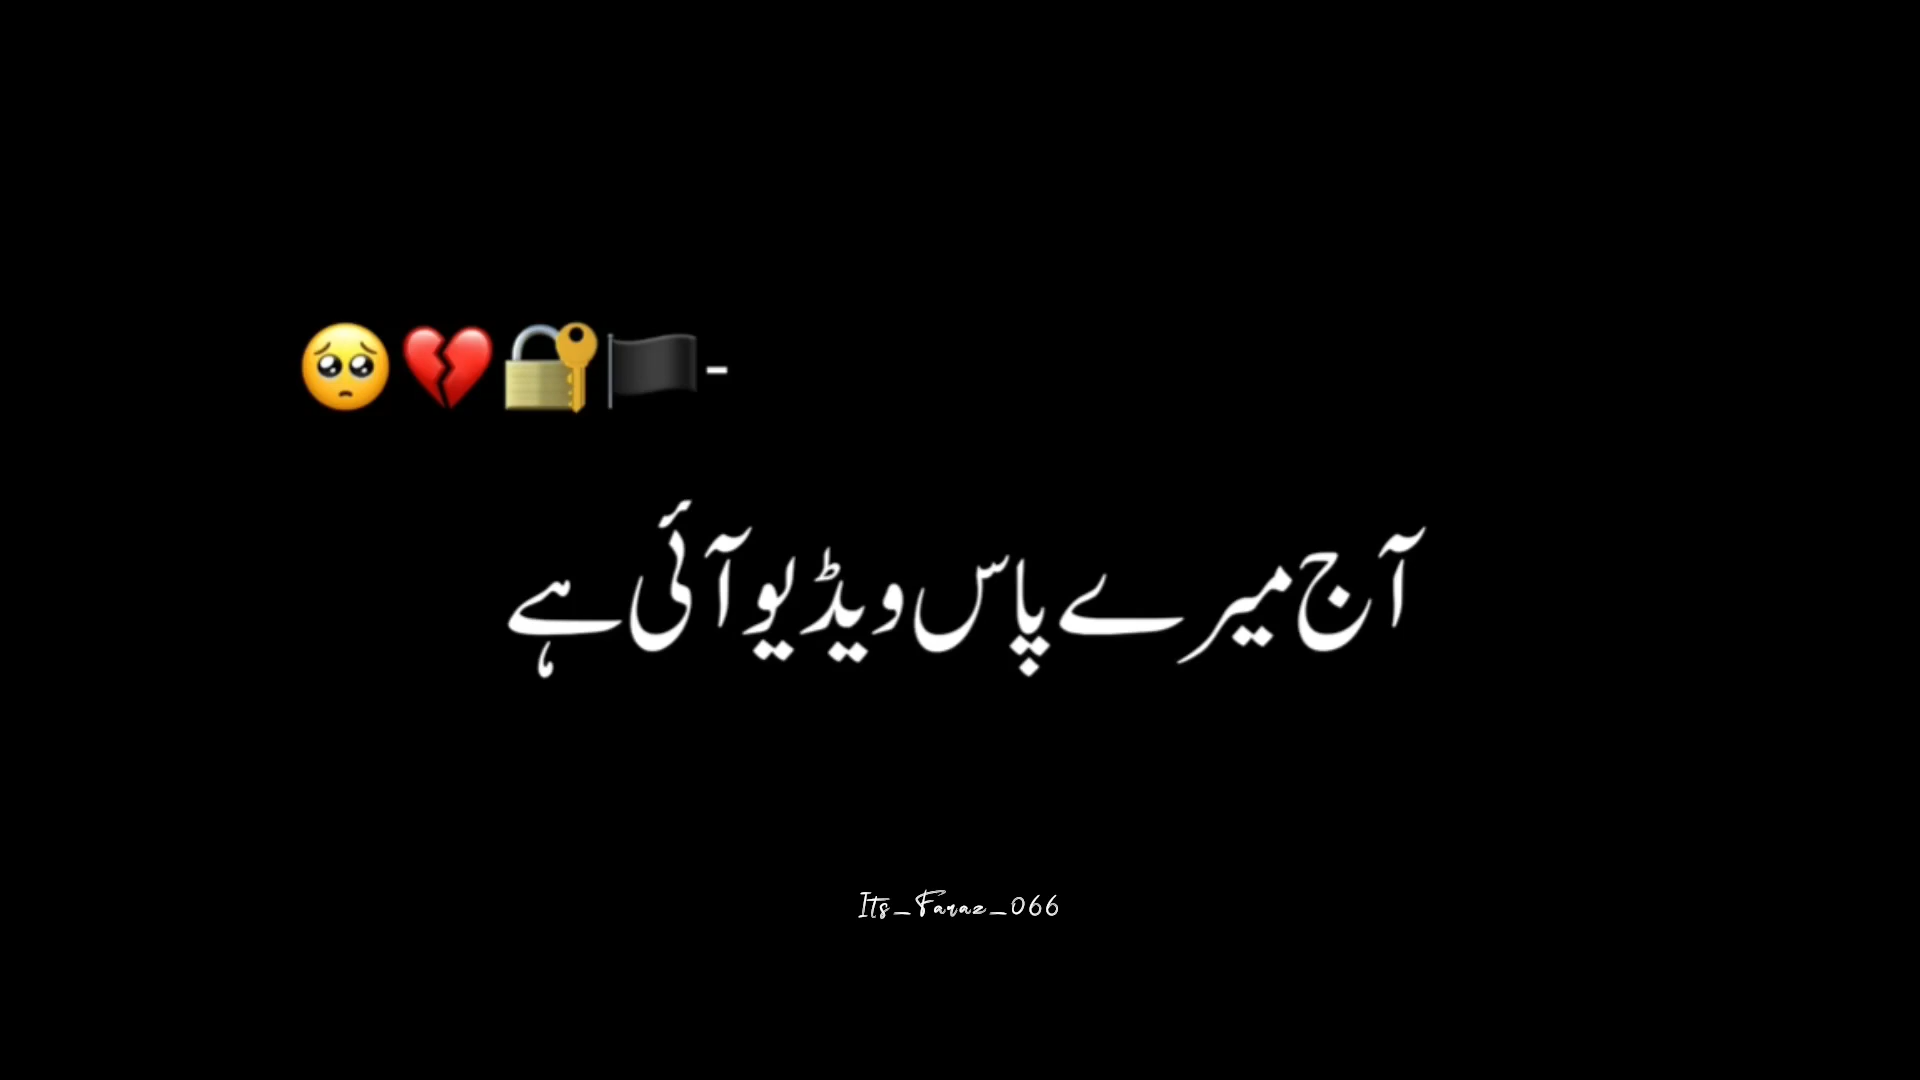 🥺💔🔐🏴-
آج میرے پاس ویڈیو آئی ہے
Its_Faraz_066